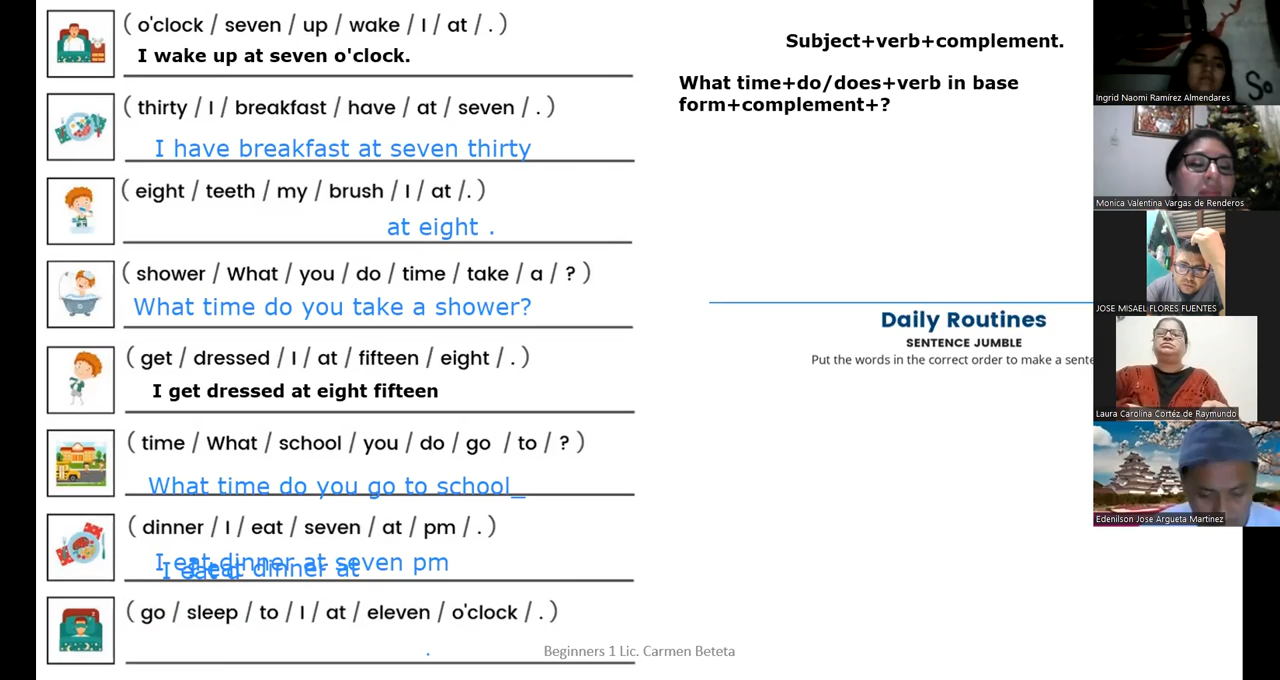 ( o'clock / seven / up / wake / I / at / . )
I wake up at seven o'clock.
( thirty / I / breakfast / have / at / seven / . )
I have breakfast at seven thirty
( eight / teeth / my / brush / I / at /. )
at eight .
( shower / What / you / do / time / take / a / ? )
What time do you take a shower?
( get / dressed / I / at / fifteen / eight / . )
I get dressed at eight fifteen
( time / What / school / you / do / go / to / ? )
What time do you go to school_
( dinner / I / eat / seven / at / pm / . )
I eat dinner at seven pm
I eat dinner at
I eat d
( go / sleep / to / I / at / eleven / o'clock / . )
.
Beginners 1 Lic. Carmen Beteta
Subject+verb+complement.
What time+do/does+verb in base
form+complement+?
Daily Routines
SENTENCE JUMBLE
Put the words in the correct order to make a sente
So
Ingrid Naomi Ramírez Almendares
Monica Valentina Vargas de Renderos
JOSE MISAEL FLORES FUENTES
Laura Carolina Cortéz de Raymundo
Edenilson Jose Argueta Martinez